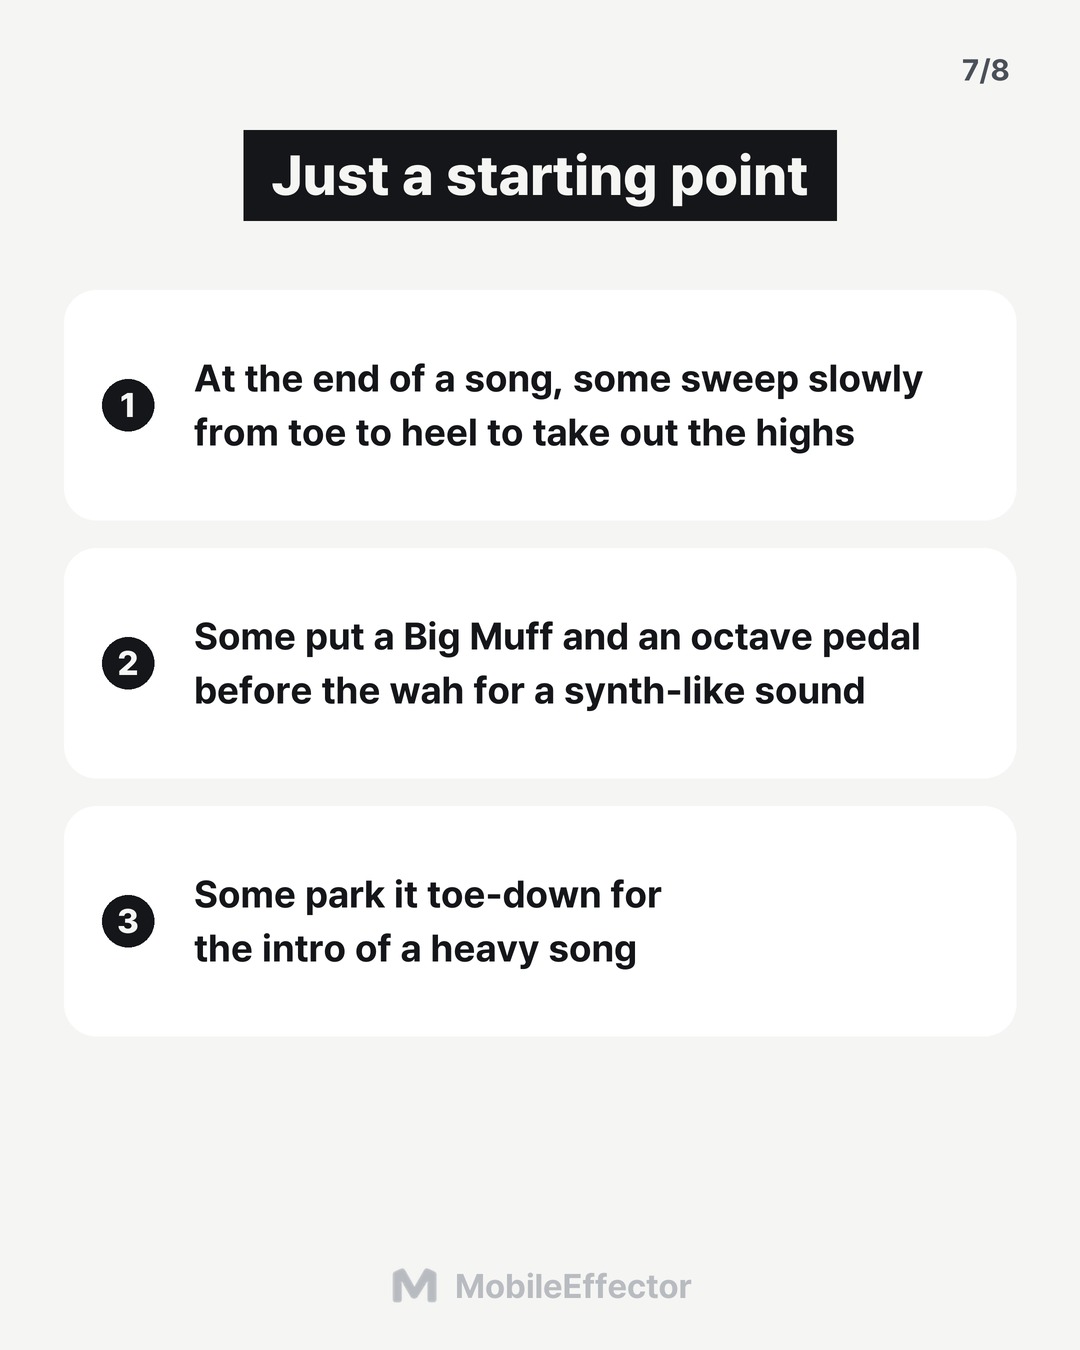 7/8
Just a starting point
1
At the end of a song, some sweep slowly
from toe to heel to take out the highs
2
Some put a Big Muff and an octave pedal
before the wah for a synth-like sound
3
Some park it toe-down for
the intro of a heavy song
MobileEffector